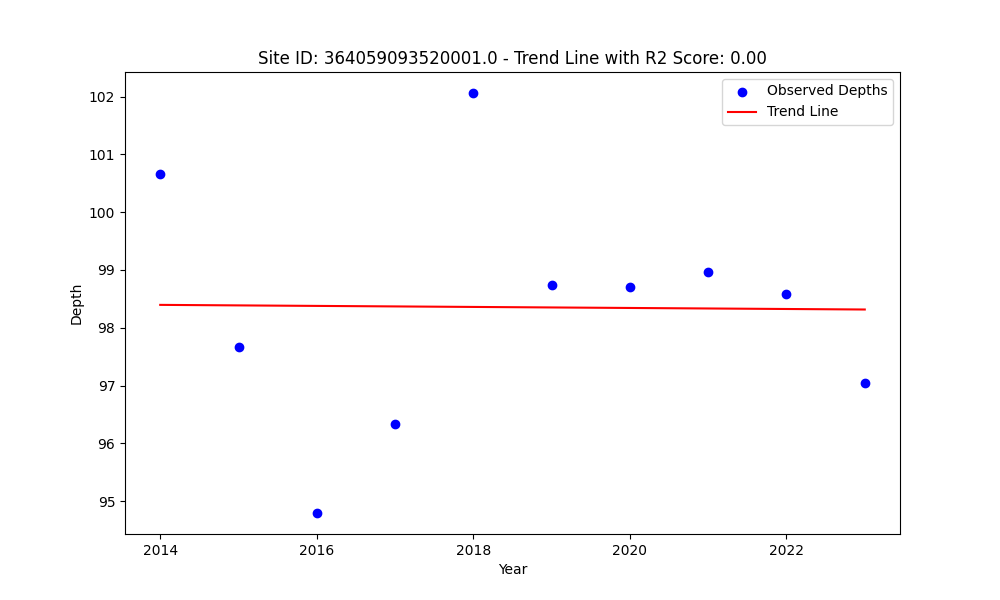 Site ID: 364059093520001.0 - Trend Line with R2 Score: 0.00
Observed Depths
Trend Line
102
101
100
99
98
97
96
95
Depth
2014
2016
2018
2020
2022
Year